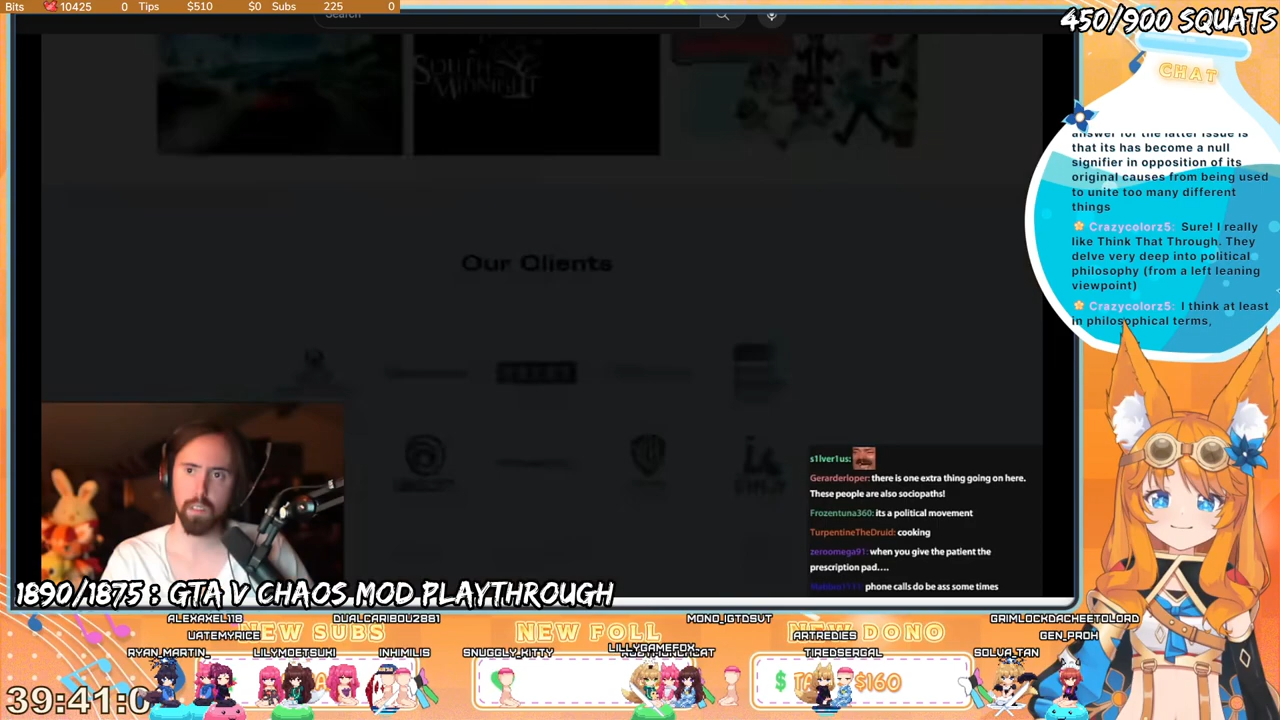 Bits 10425 0 Tips $510 $0 Subs 225 0
Search
450/900 SQUATS
CHAT
SOUTH
MIDNIGHT
answer for the latter issue is
that its has become a null
signifier in opposition of its
original causes from being used
to unite too many different
things
Crazycolorz5: Sure! I really
like Think That Through. They
delve very deep into political
philosophy (from a left leaning
viewpoint)
Crazycolorz5: I think at least
in philosophical terms,
Our Clients
s1lver1us:
Gerarderloper: there is one extra thing going on here.
These people are also sociopaths!
Frozentuna360: its a political movement
TurpentineTheDruid: cooking
zeroomega91: when you give the patient the
prescription pad....
phone calls do be ass some times
1890/1875 : GTA V CHAOS MOD PLAYTHROUGH
ALEXAXEL118
DUALCARIBOU2861
MONO_IGTDSVT
GRIMLOCKDACHEETOLORD
UATEMYRICE
NEW SUBS
NEW FOLL
NEW DONO
ARTREDIES
GEN_PROH
RYAN_MARTIN_
LILYMOETSUKI
INHIMILIS
SNUGGLY_KITTY
LILLYGAMEFOX
TIREDSERGAL
SOLVA_TAN
39:41:0
$160